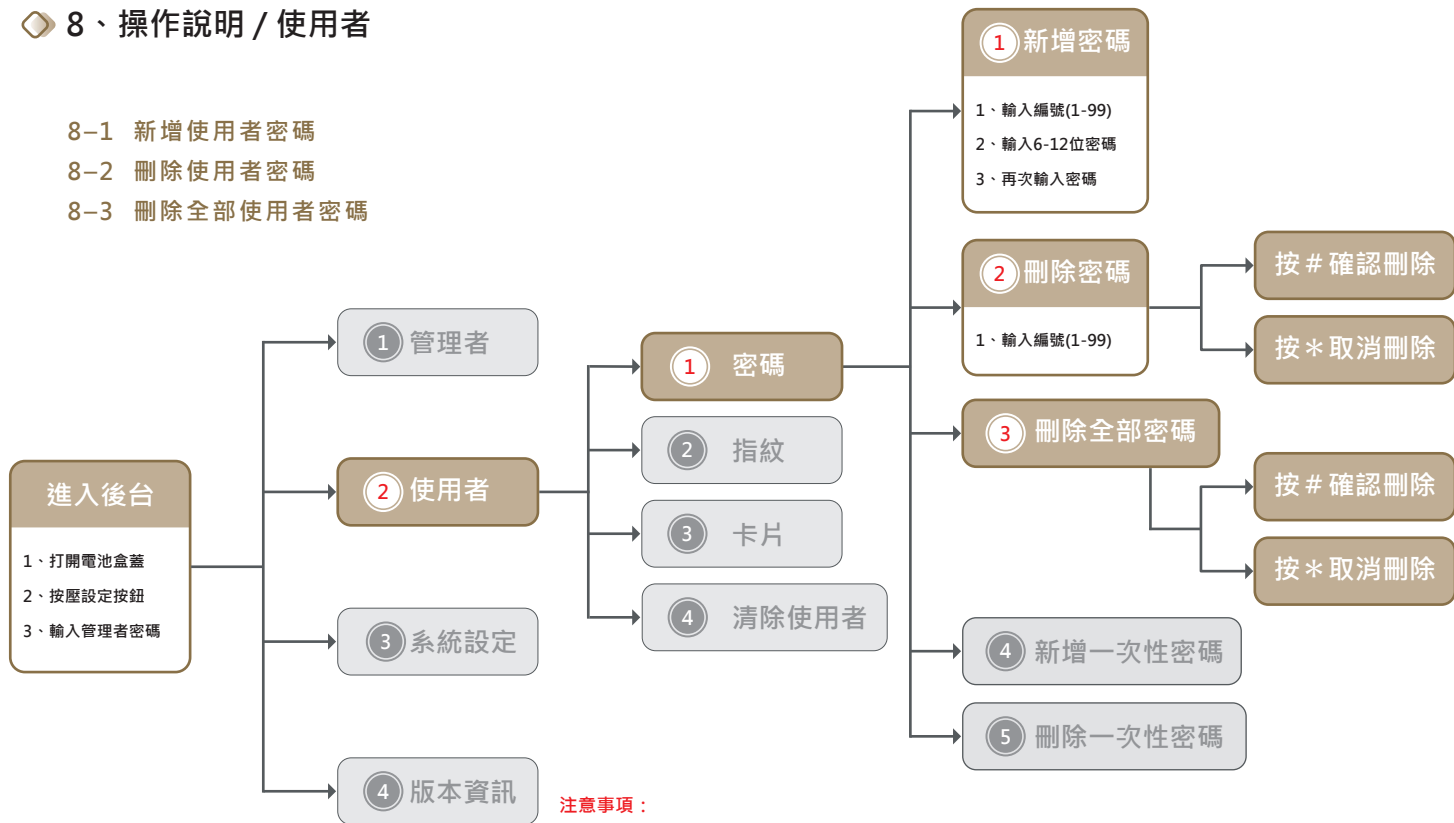 8、操作說明 / 使用者
8–1 新增使用者密碼
8–2 刪除使用者密碼
8–3 刪除全部使用者密碼
進入後台
1、打開電池盒蓋
2、按壓設定按鈕
3、輸入管理者密碼
1 管理者
2 使用者
3 系統設定
4 版本資訊
1 密碼
2 指紋
3 卡片
4 清除使用者
1 新增密碼
1、輸入編號(1-99)
2、輸入6-12位密碼
3、再次輸入密碼
2 刪除密碼
1、輸入編號(1-99)
按#確認刪除
按*取消刪除
3 刪除全部密碼
按#確認刪除
按*取消刪除
4 新增一次性密碼
5 刪除一次性密碼
注意事項：